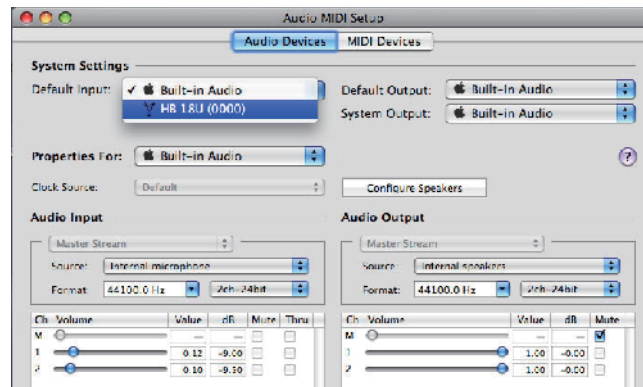 Audio MIDI Setup
Audio Devices MIDI Devices
System Settings
Default Input: ✓ Built-in Audio
HB 18U (0000)
Default Output: Built-in Audio
System Output: Built-in Audio
Properties For: Built-in Audio ?
Clock Source: Default Configure Speakers
Audio Input
Master Stream
Source: Internal microphone
Format: 44100.0 Hz 2ch-24bit
Ch Volume Value dB Mute Thru
M — —
1 0.12 -9.00
2 0.10 -9.50
Audio Output
Master Stream
Source: Internal speakers
Format: 44100.0 Hz 2ch-24bit
Ch Volume Value dB Mute
M — —
1 1.00 -0.00
2 1.00 -0.00